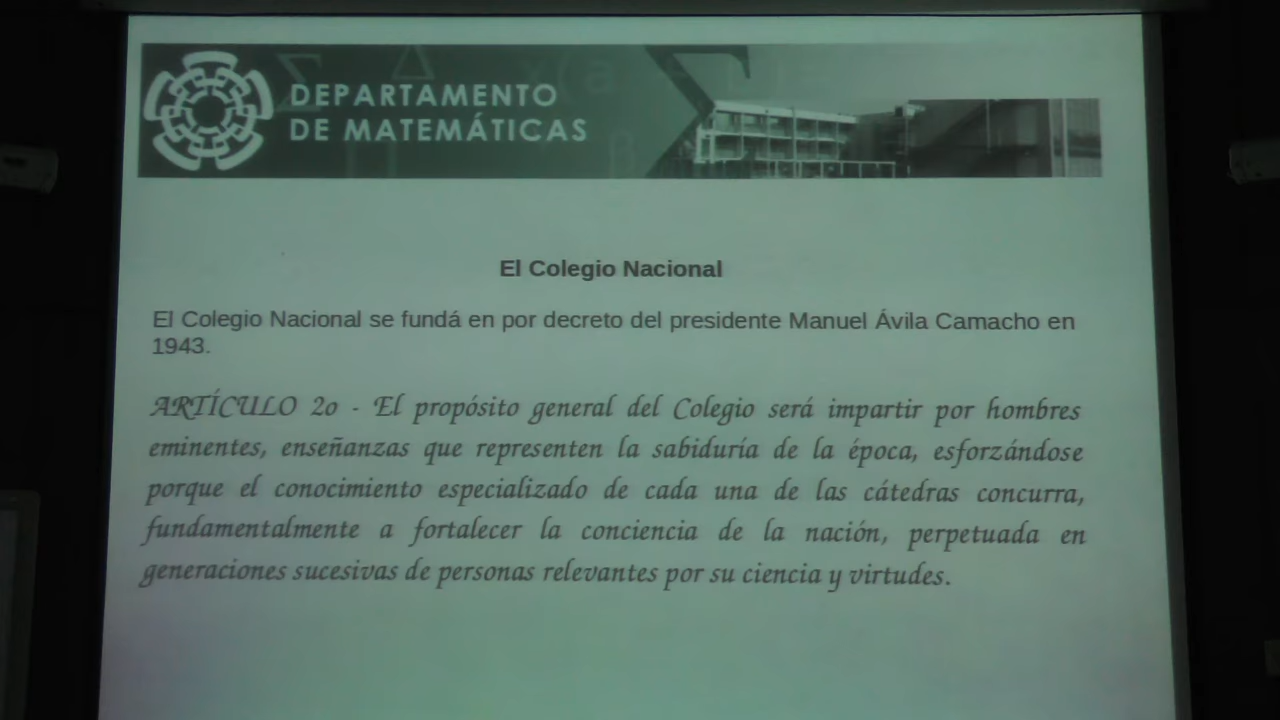 DEPARTAMENTO
DE MATEMÁTICAS
El Colegio Nacional
El Colegio Nacional se fundá en por decreto del presidente Manuel Ávila Camacho en
1943.
ARTÍCULO 2o - El propósito general del Colegio será impartir por hombres
eminentes, enseñanzas que representen la sabiduría de la época, esforzándose
porque el conocimiento especializado de cada una de las cátedras concurra,
fundamentalmente a fortalecer la conciencia de la nación, perpetuada en
generaciones sucesivas de personas relevantes por su ciencia y virtudes.